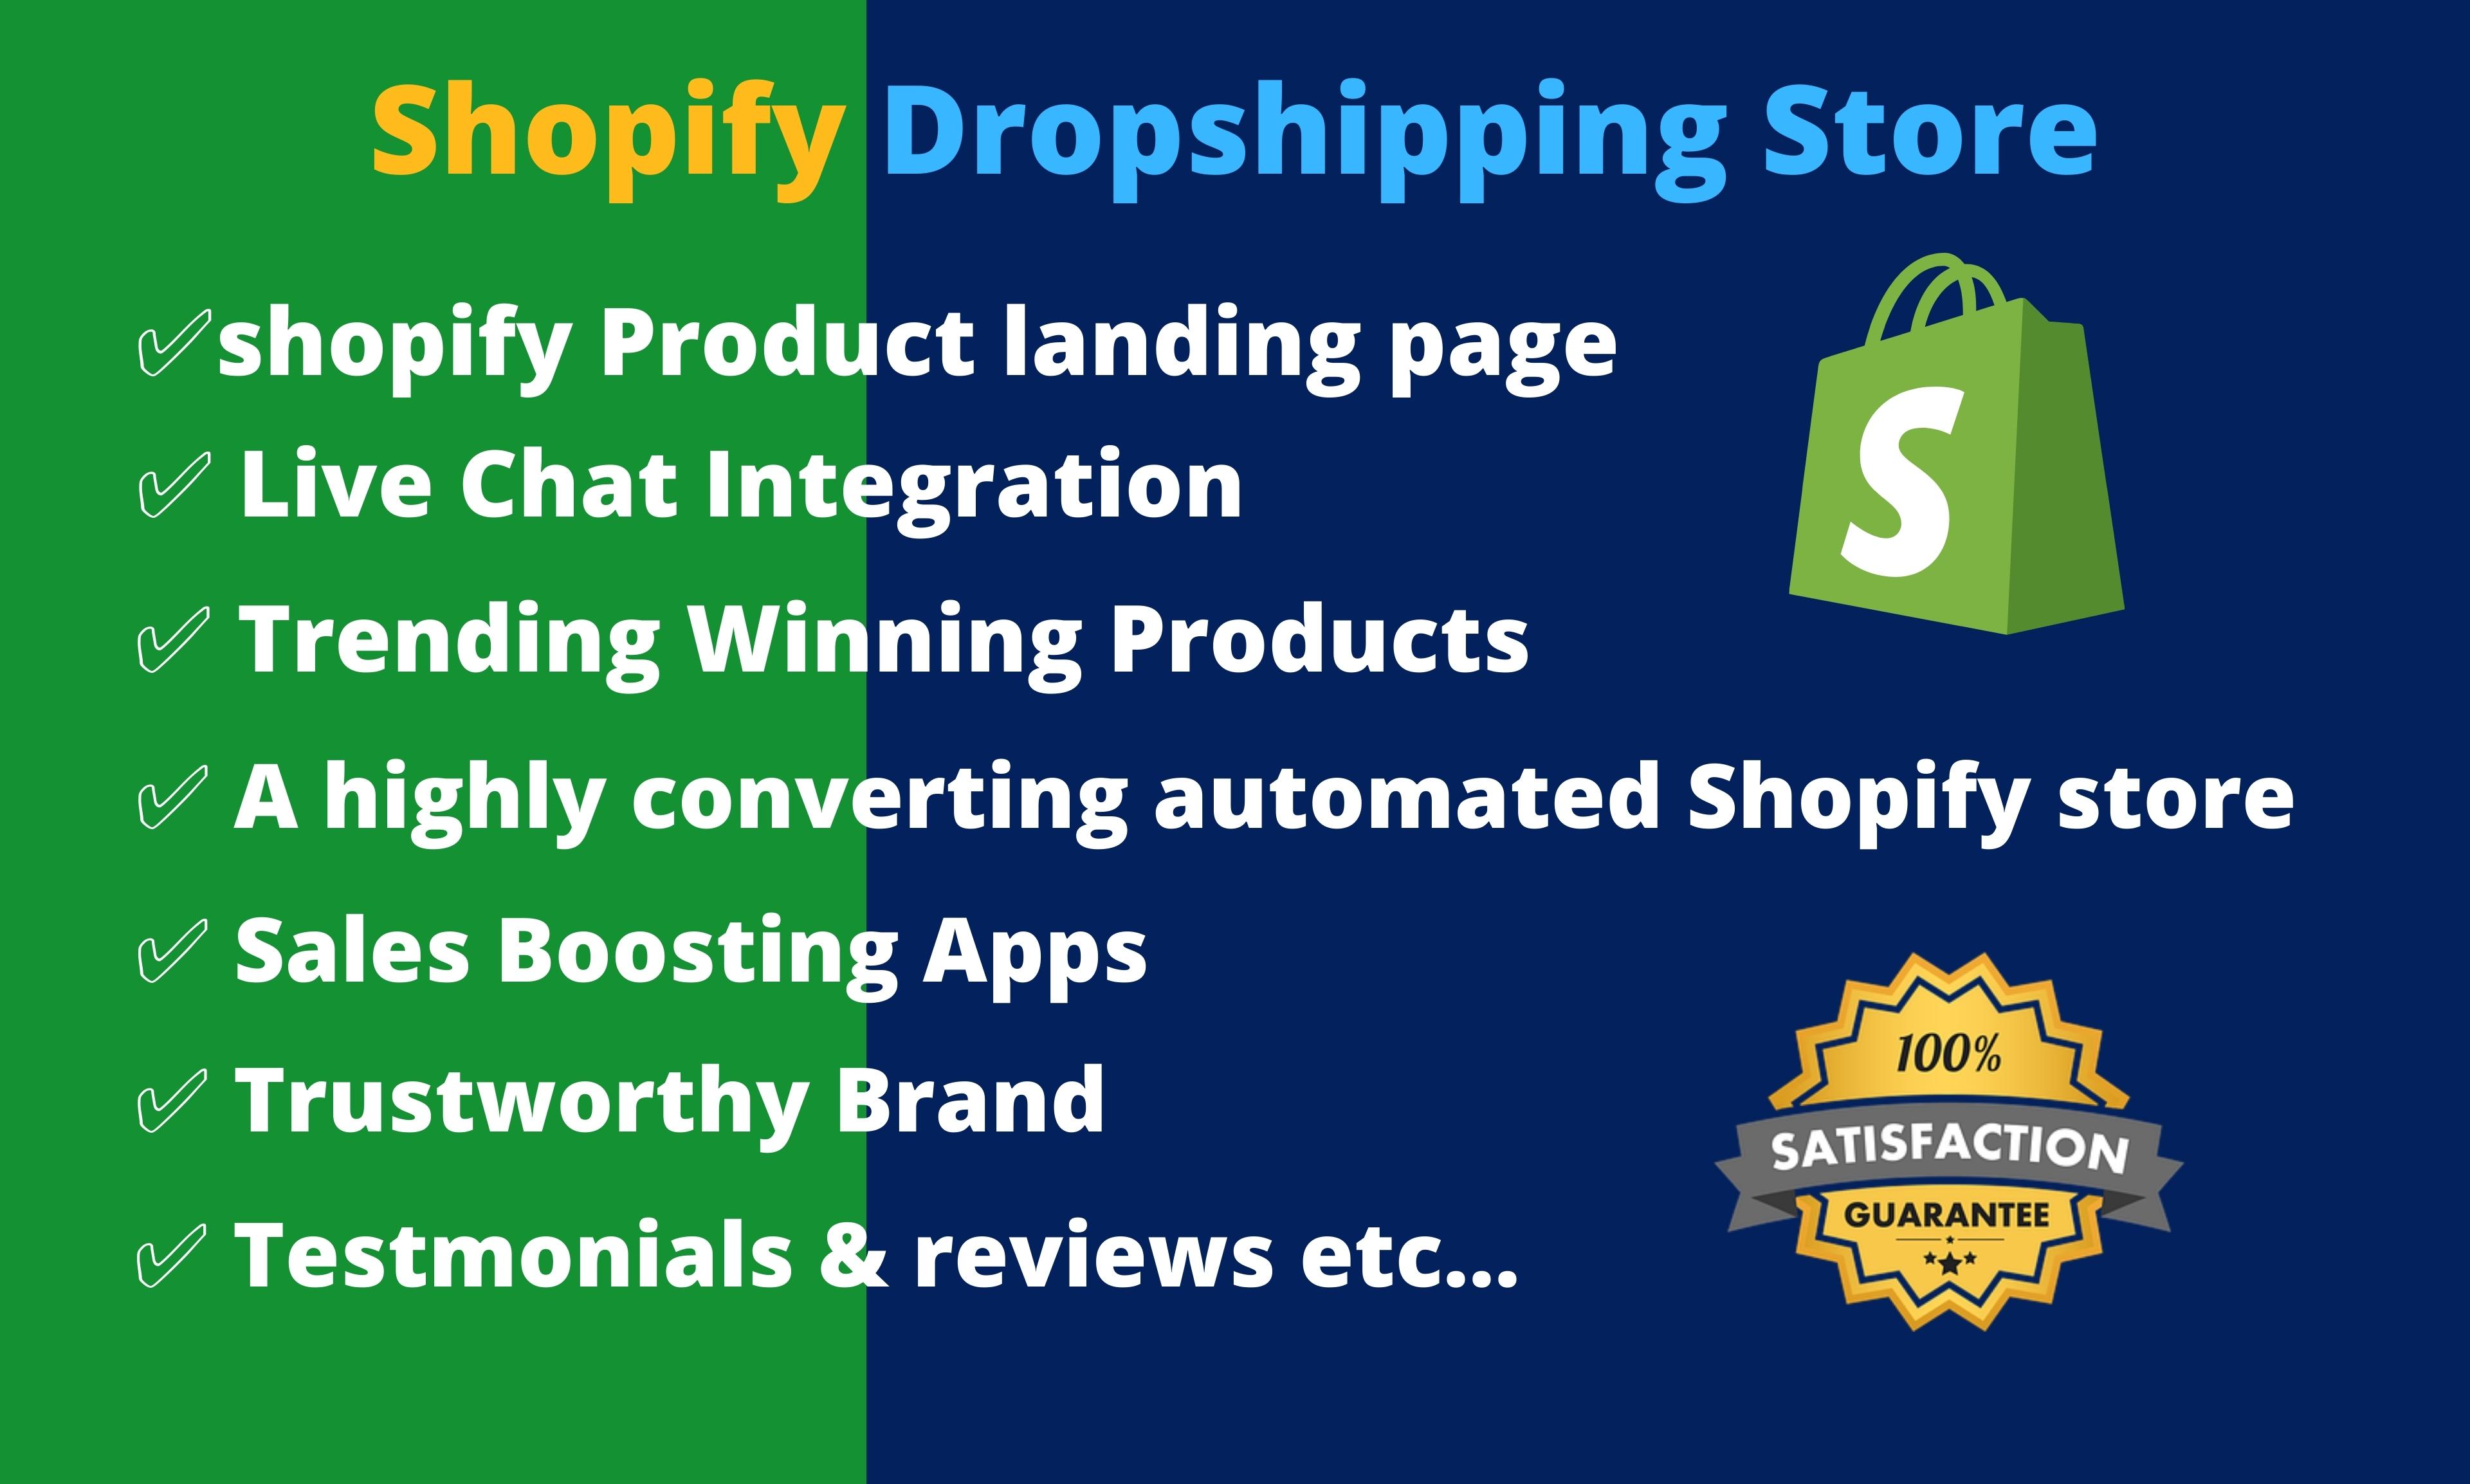 Shopify Dropshipping Store
✓shopify Product landing page
✓ Live Chat Integration
✓ Trending Winning Products
✓ A highly converting automated Shopify store
✓ Sales Boosting Apps
✓ Trustworthy Brand
✓ Testmonials & reviews etc...
S
100%
SATISFACTION
GUARANTEE